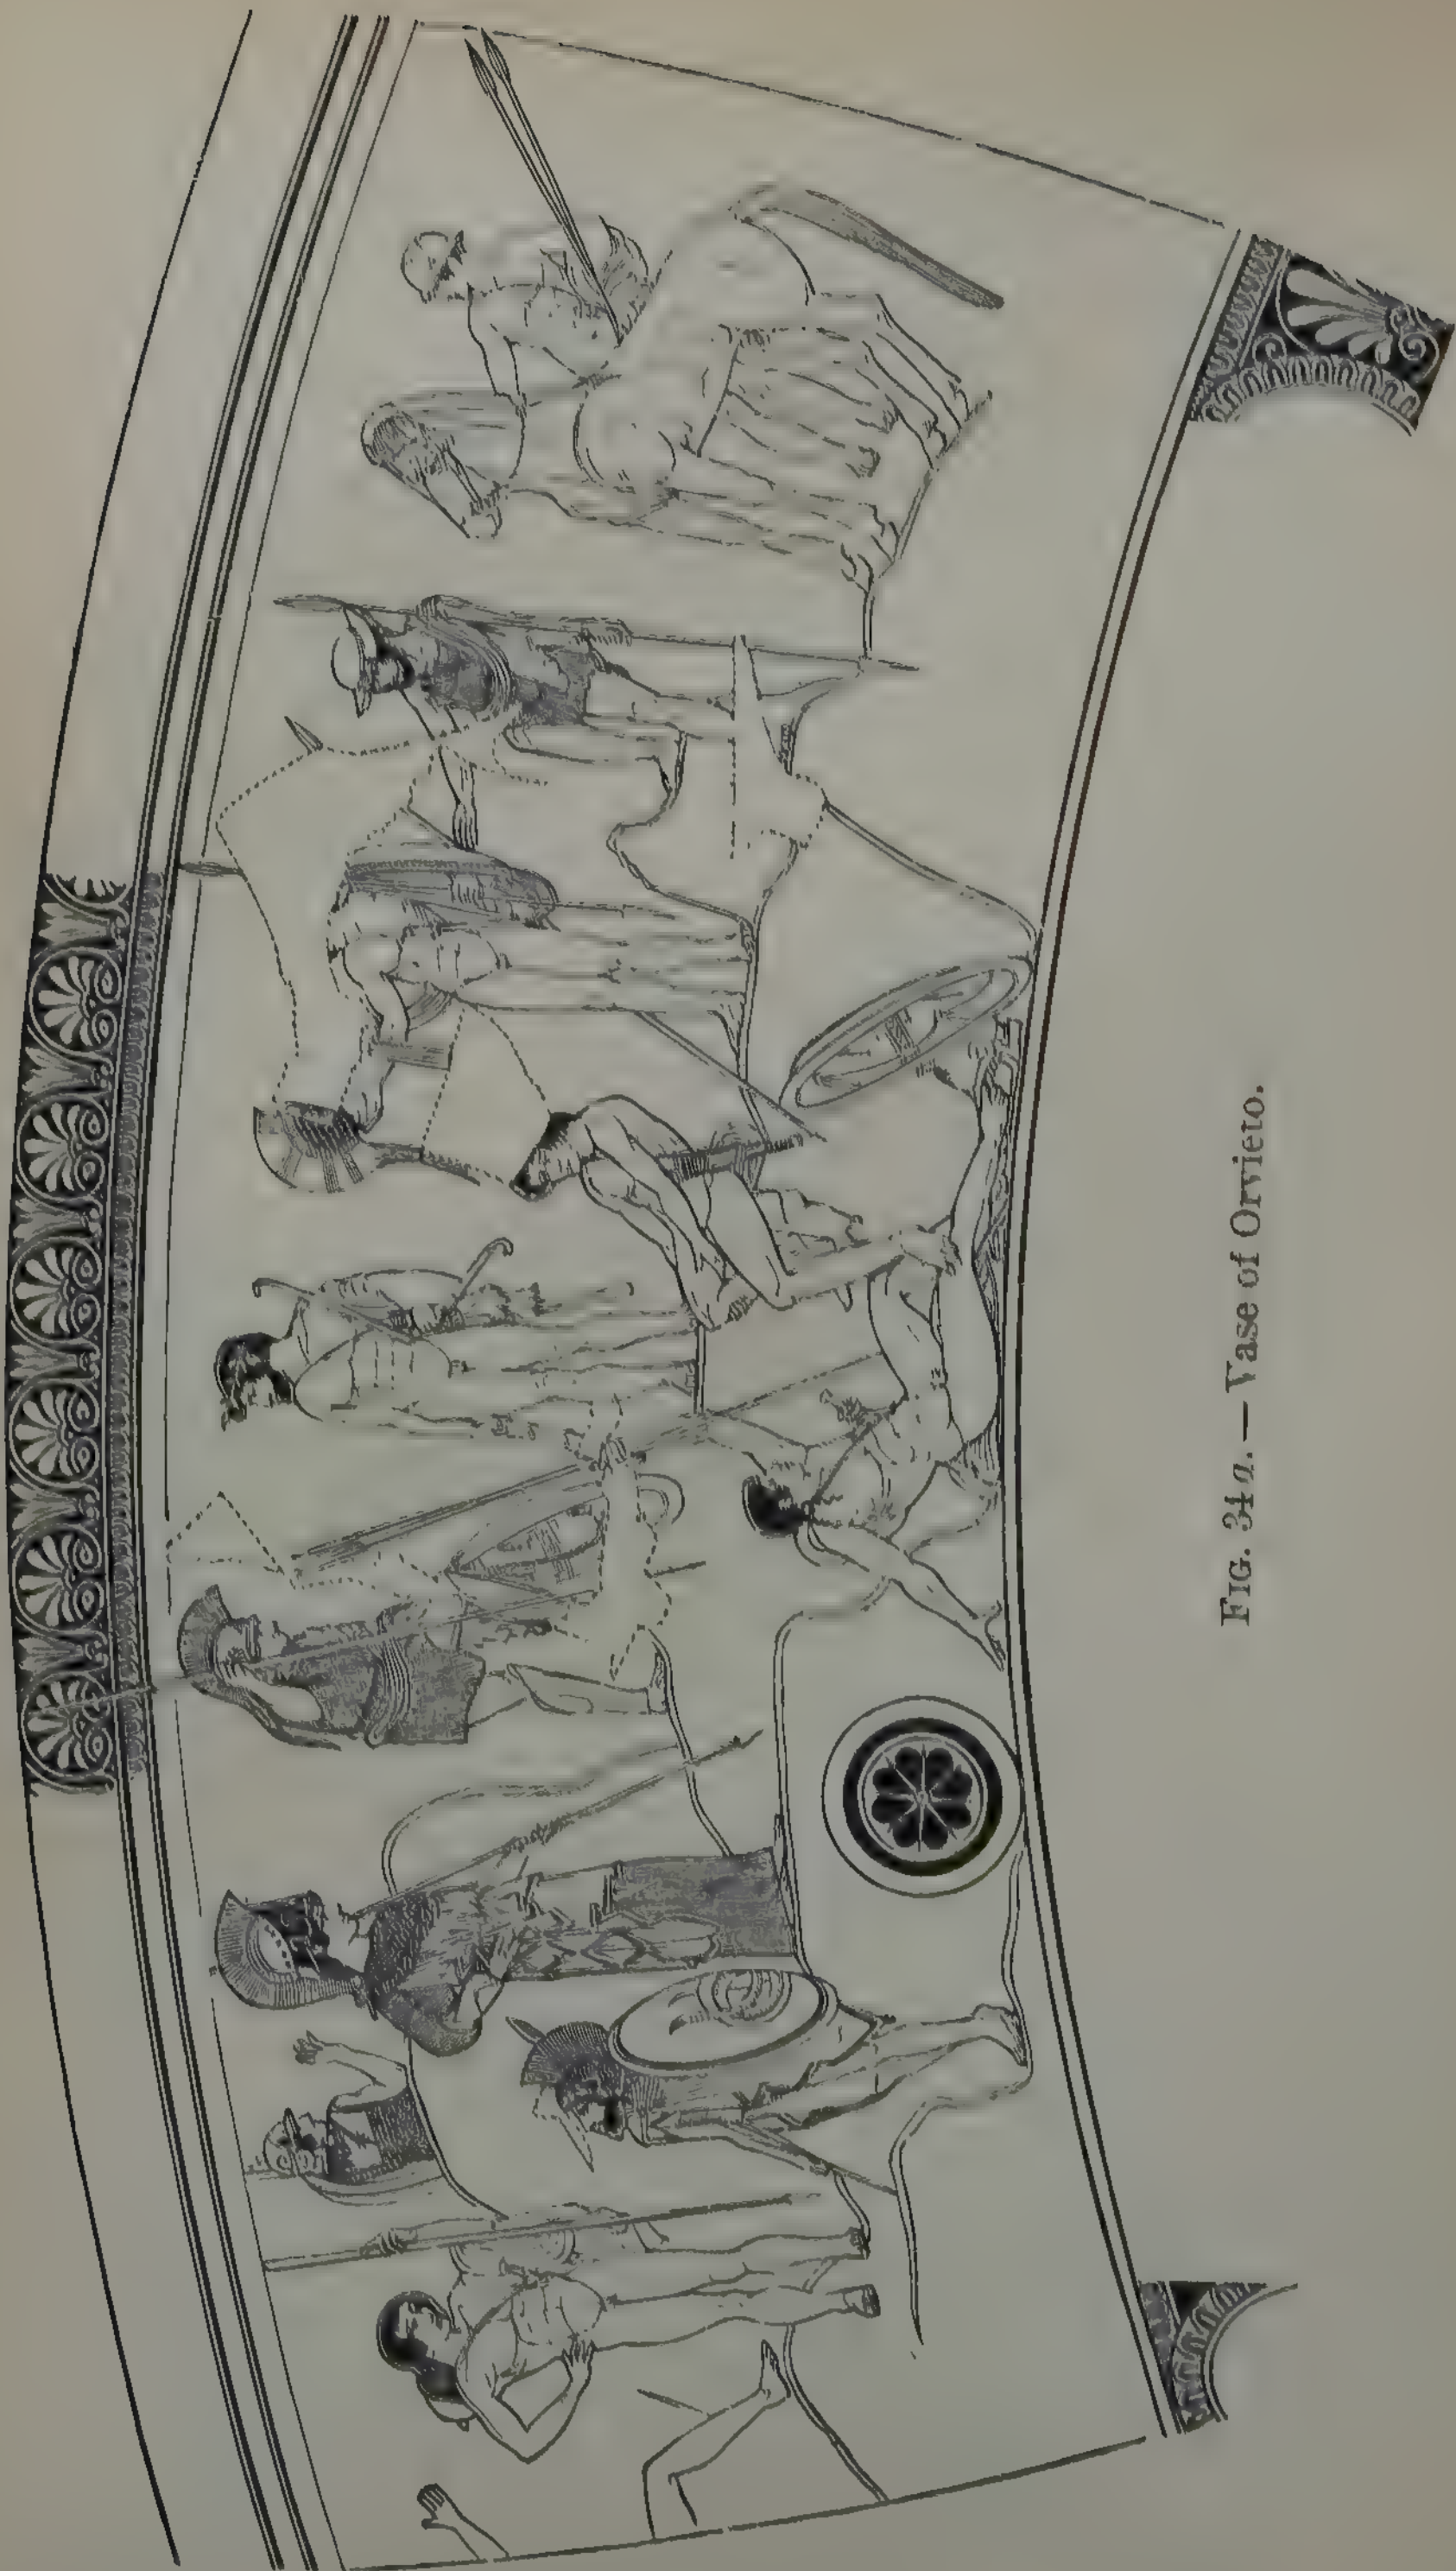 FIG. 34 a. — Vase of Orvieto.